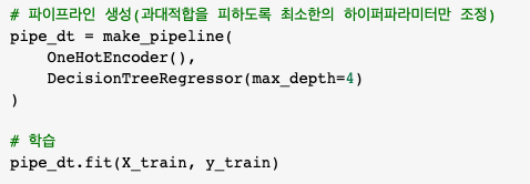 # 파이프라인 생성(과대적합을 피하도록 최소한의 하이퍼파라미터만 조정)
pipe_dt = make_pipeline(
    OneHotEncoder(),
    DecisionTreeRegressor(max_depth=4)
)
# 학습
pipe_dt.fit(X_train, y_train)